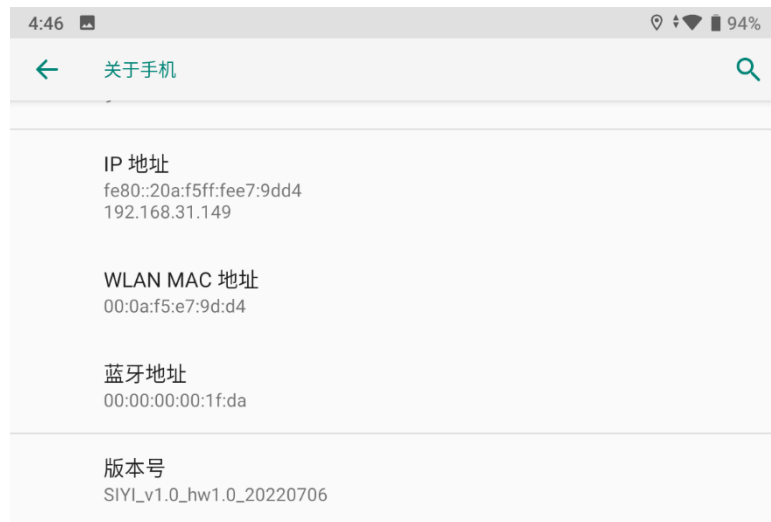 4:46 94%
关于手机
IP 地址
fe80::20a:f5ff:fee7:9dd4
192.168.31.149
WLAN MAC 地址
00:0a:f5:e7:9d:d4
蓝牙地址
00:00:00:00:1f:da
版本号
SIYI_v1.0_hw1.0_20220706